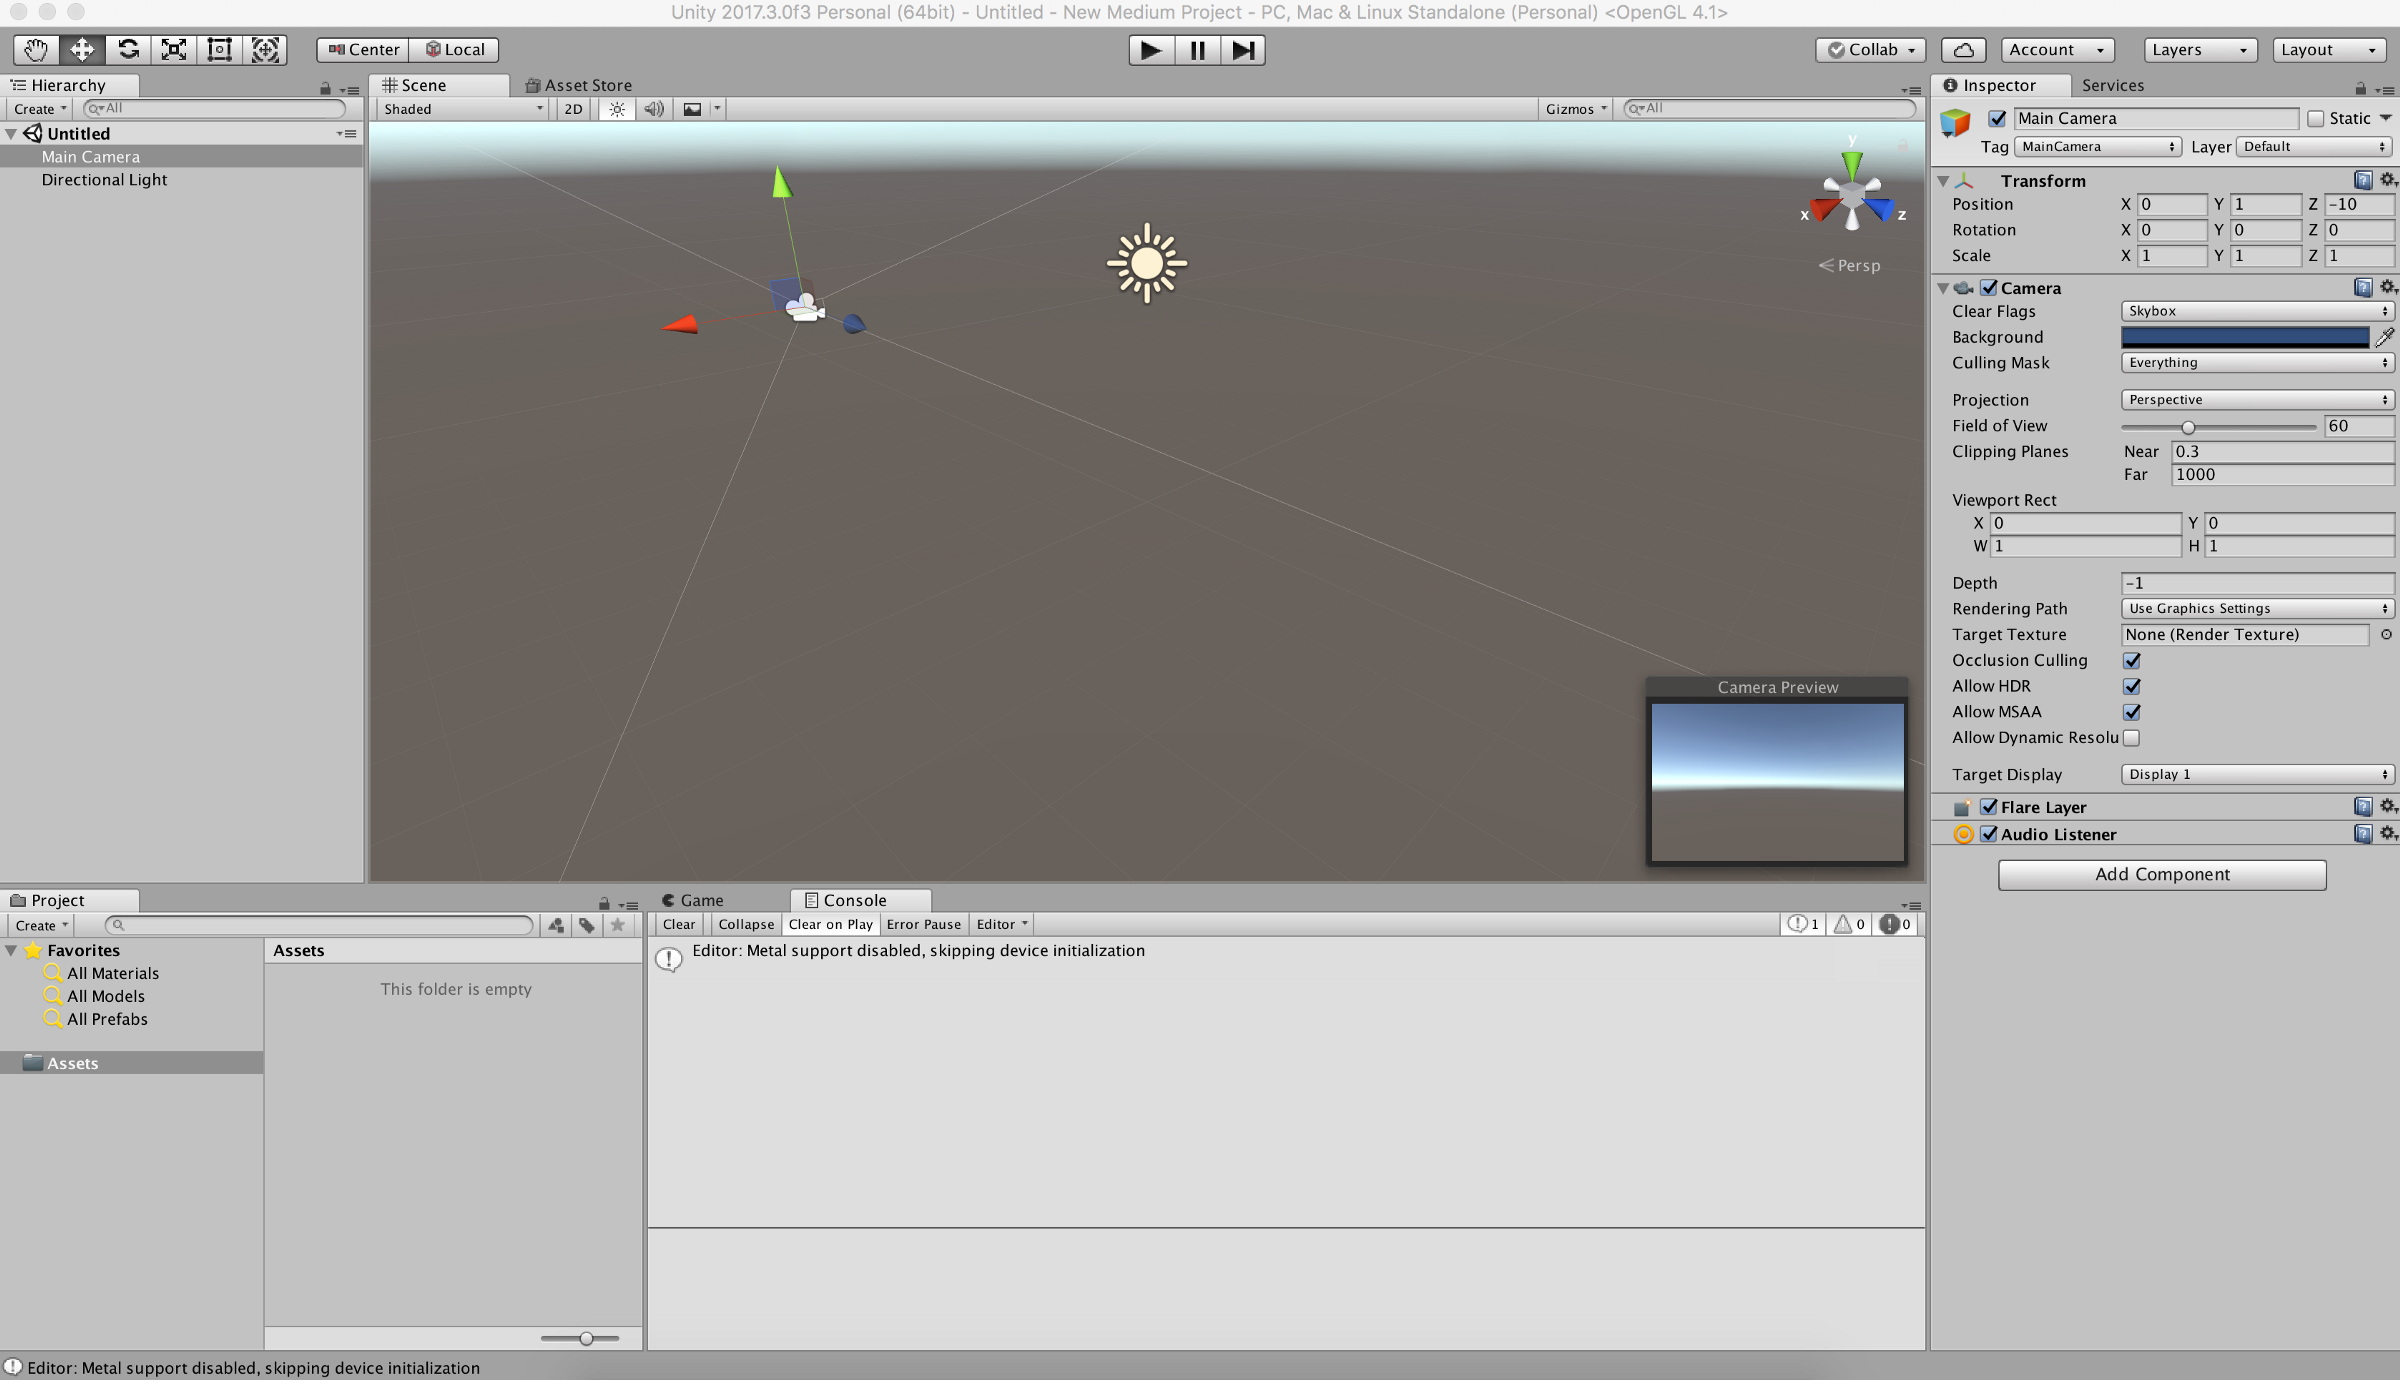 Unity 2017.3.0f3 Personal (64bit) - Untitled - New Medium Project - PC, Mac & Linux Standalone (Personal) <OpenGL 4.1>
Center Local Collab Account Layers Layout
Hierarchy
Create All
Untitled
Main Camera
Directional Light
Scene Asset Store
Shaded 2D Gizmos All
y
x z
Persp
Camera Preview
Inspector Services
Main Camera Static
Tag MainCamera Layer Default
Transform
Position X 0 Y 1 Z -10
Rotation X 0 Y 0 Z 0
Scale X 1 Y 1 Z 1
Camera
Clear Flags Skybox
Background
Culling Mask Everything
Projection Perspective
Field of View 60
Clipping Planes Near 0.3
Far 1000
Viewport Rect
X 0 Y 0
W 1 H 1
Depth -1
Rendering Path Use Graphics Settings
Target Texture None (Render Texture)
Occlusion Culling
Allow HDR
Allow MSAA
Allow Dynamic Resolu
Target Display Display 1
Flare Layer
Audio Listener
Add Component
Project
Create
Favorites
All Materials
All Models
All Prefabs
Assets
Assets
This folder is empty
Game Console
Clear Collapse Clear on Play Error Pause Editor 1 0 0
Editor: Metal support disabled, skipping device initialization
Editor: Metal support disabled, skipping device initialization